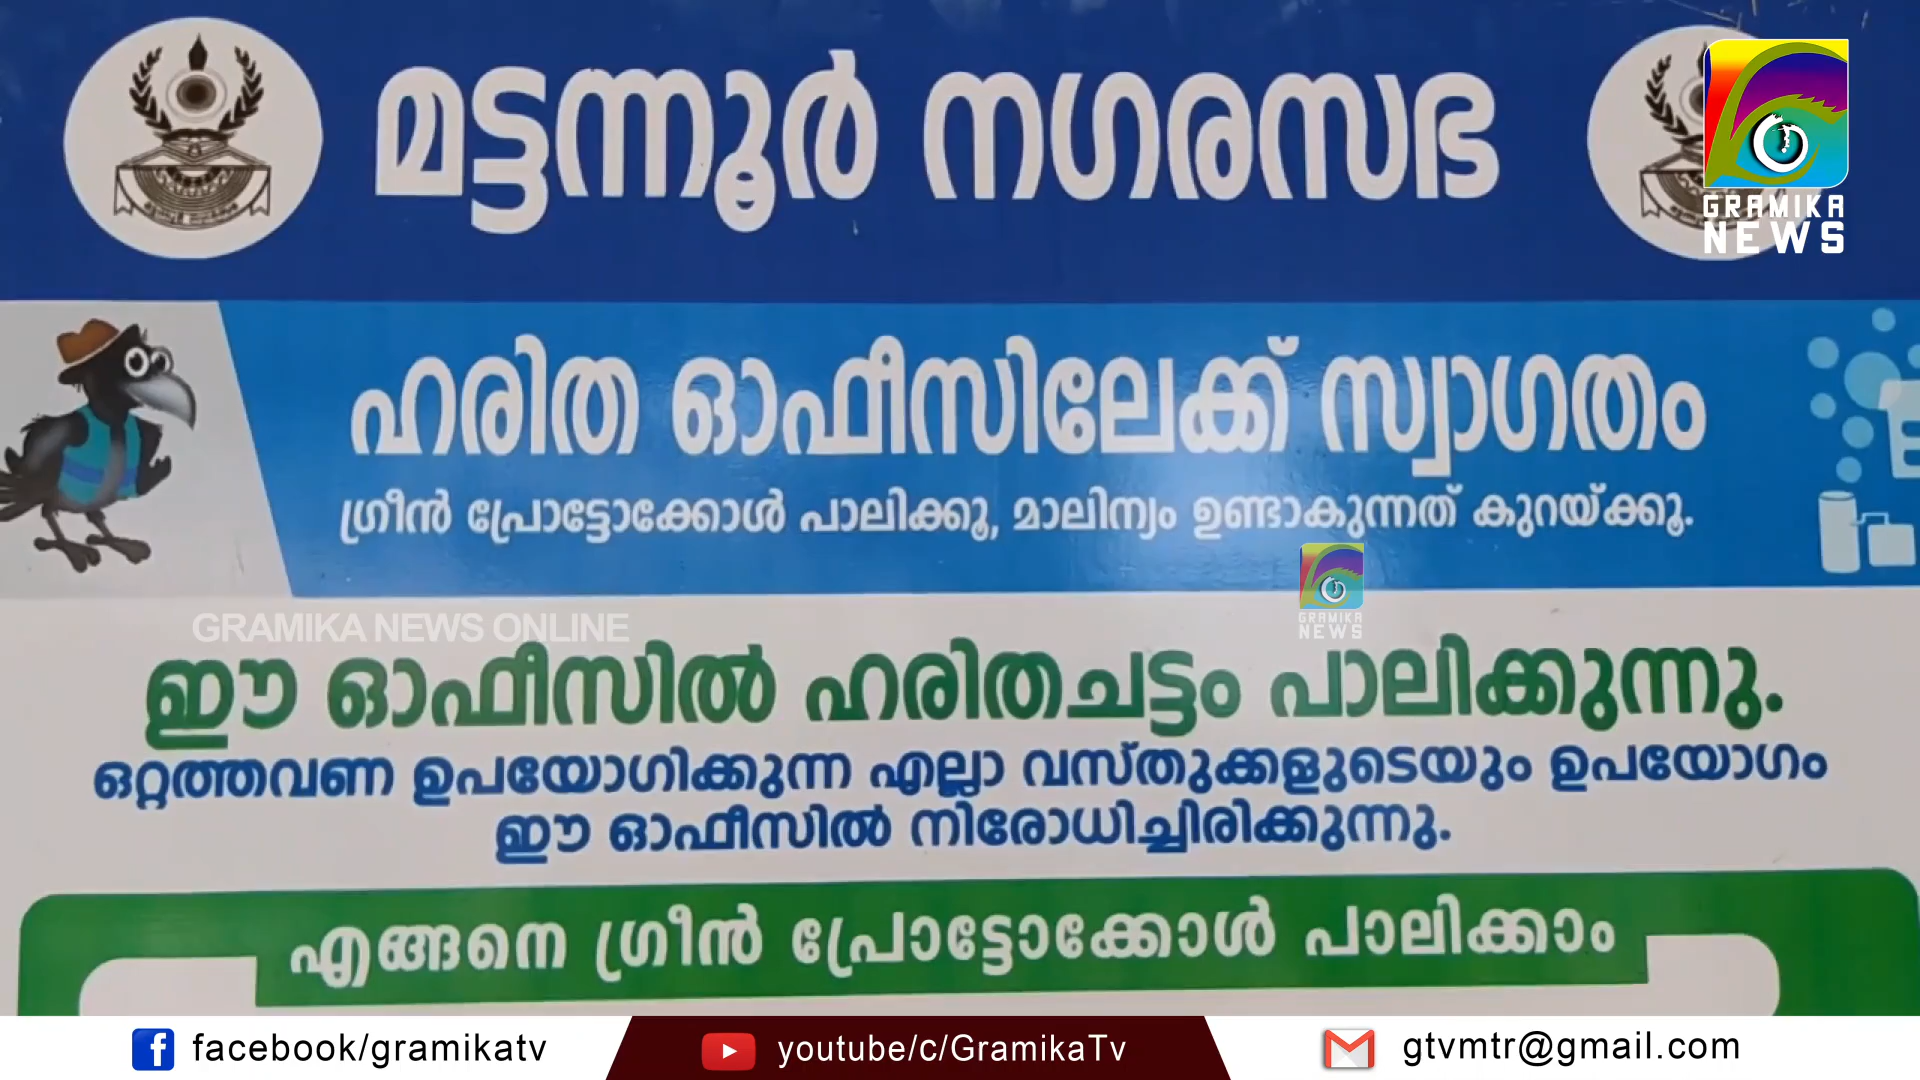 മട്ടന്നൂർ നഗരസഭ
GRAMIKA
NEWS
ഹരിത ഓഫീസിലേക്ക് സ്വാഗതം
ഗ്രീൻ പ്രോട്ടോക്കോൾ പാലിക്കൂ, മാലിന്യം ഉണ്ടാകുന്നത് കുറയ്ക്കൂ.
GRAMIKA
NEWS
GRAMIKA NEWS ONLINE
ഈ ഓഫീസിൽ ഹരിതചട്ടം പാലിക്കുന്നു.
ഒറ്റത്തവണ ഉപയോഗിക്കുന്ന എല്ലാ വസ്തുക്കളുടെയും ഉപയോഗം
ഈ ഓഫീസിൽ നിരോധിച്ചിരിക്കുന്നു.
എങ്ങനെ ഗ്രീൻ പ്രോട്ടോക്കോൾ പാലിക്കാം
facebook/gramikatv
youtube/c/GramikaTv
gtvmtr@gmail.com